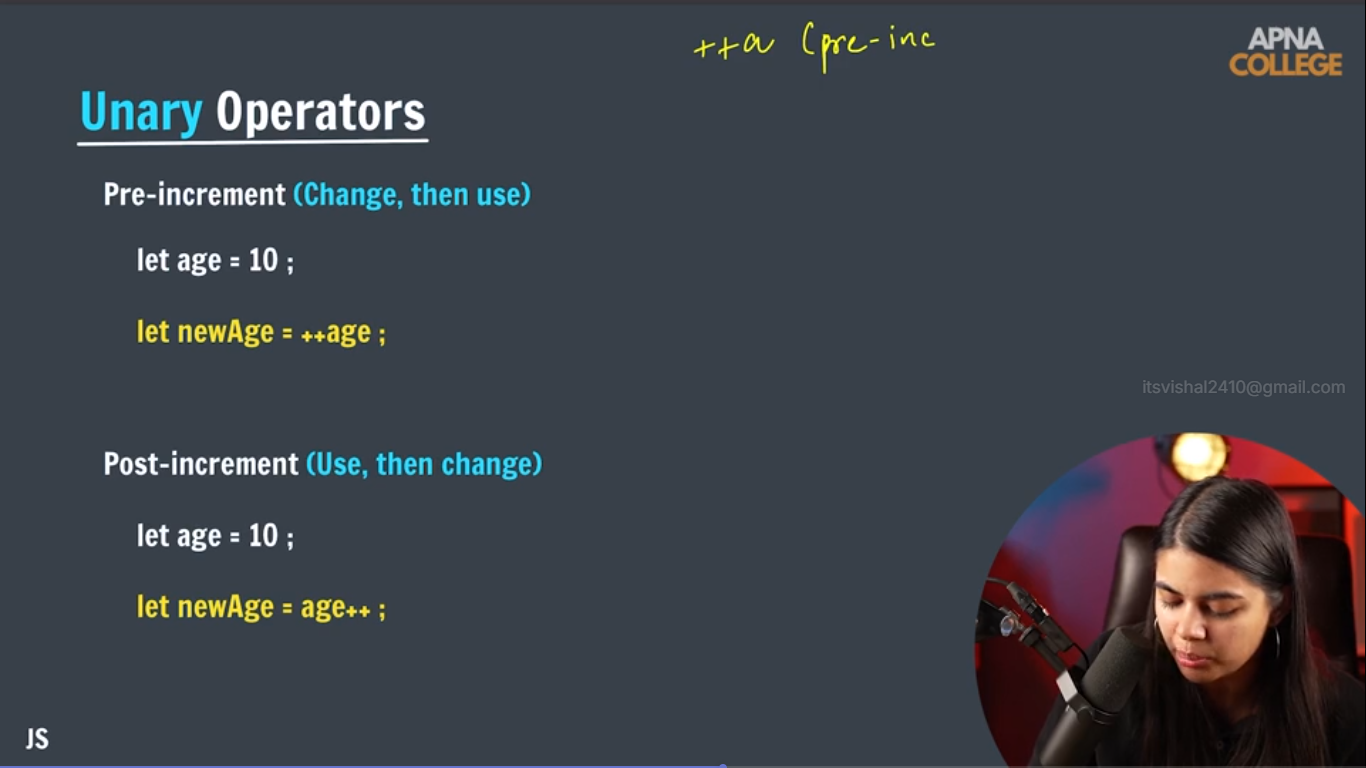 ++a (pre-inc
APNA
COLLEGE
Unary Operators
Pre-increment (Change, then use)
let age = 10 ;
let newAge = ++age ;
itsvishal2410@gmail.com
Post-increment (Use, then change)
let age = 10 ;
let newAge = age++ ;
JS